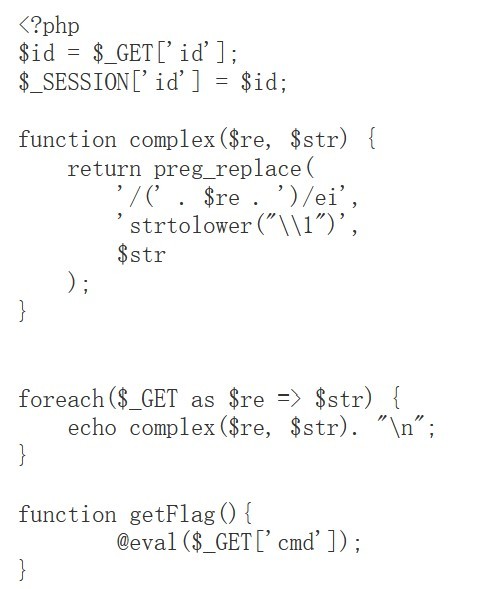 <?php
$id = $_GET['id'];
$_SESSION['id'] = $id;
function complex($re, $str) {
    return preg_replace(
        '/(' . $re . ')/ei',
        'strtolower("\\1")',
        $str
    );
}
foreach($_GET as $re => $str) {
    echo complex($re, $str). "\n";
}
function getFlag(){
        @eval($_GET['cmd']);
}